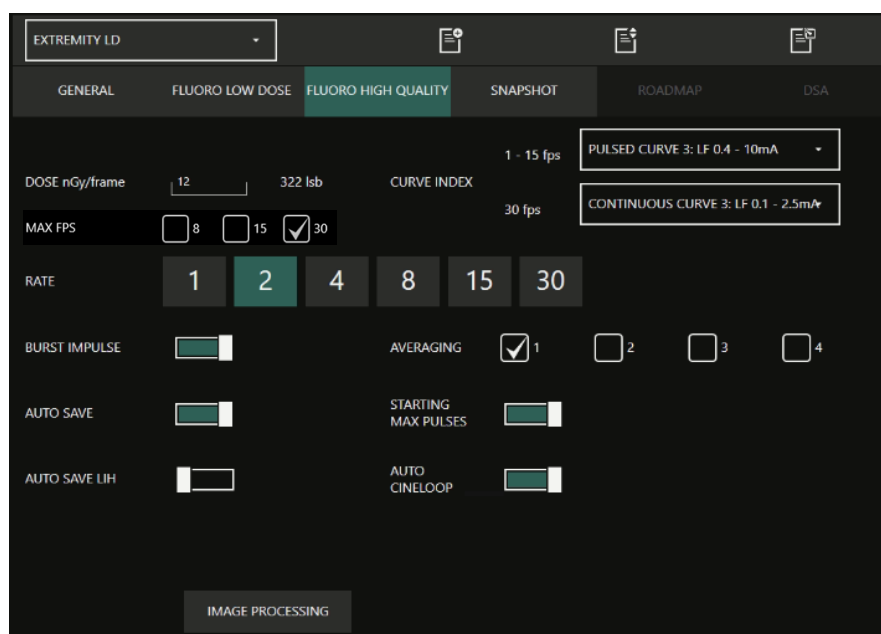 EXTREMITY LD
GENERAL FLUORO LOW DOSE FLUORO HIGH QUALITY SNAPSHOT ROADMAP DSA
1 - 15 fps PULSED CURVE 3: LF 0.4 - 10mA
DOSE nGy/frame 12 322 lsb CURVE INDEX
30 fps CONTINUOUS CURVE 3: LF 0.1 - 2.5mA
MAX FPS 8 15 30
RATE 1 2 4 8 15 30
BURST IMPULSE AVERAGING 1 2 3 4
AUTO SAVE STARTING
MAX PULSES
AUTO SAVE LIH AUTO
CINELOOP
IMAGE PROCESSING